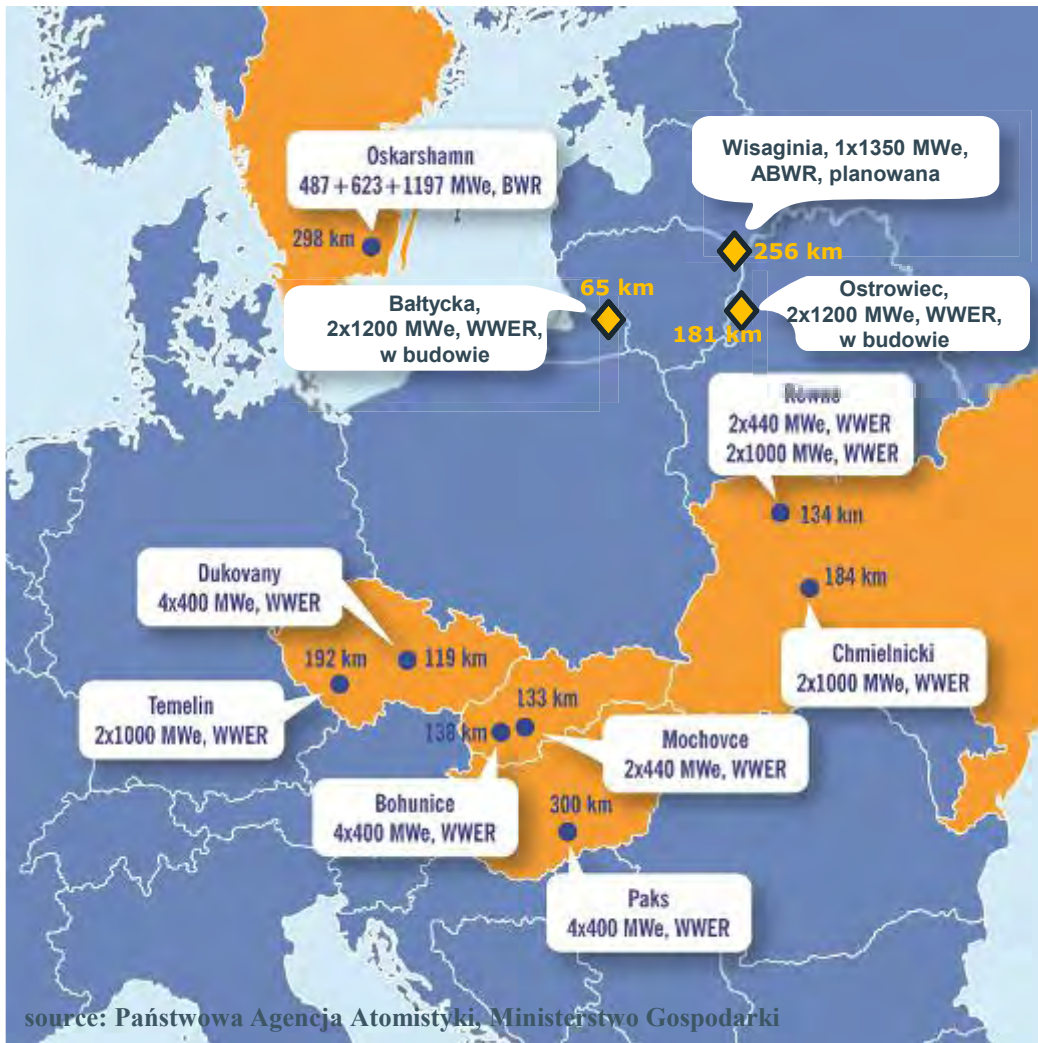 Oskarshamn
487+623+1197 MWe, BWR
298 km
Wisaginia, 1x1350 MWe,
ABWR, planowana
256 km
65 km
Bałtycka,
2x1200 MWe, WWER,
w budowie
181 km
Ostrowiec,
2x1200 MWe, WWER,
w budowie
Równe
2x440 MWe, WWER
2x1000 MWe, WWER
134 km
184 km
Chmielnicki
2x1000 MWe, WWER
Dukovany
4x400 MWe, WWER
192 km
119 km
Temelin
2x1000 MWe, WWER
133 km
138 km
Mochovce
2x440 MWe, WWER
Bohunice
4x400 MWe, WWER
300 km
Paks
4x400 MWe, WWER
source: Państwowa Agencja Atomistyki, Ministerstwo Gospodarki